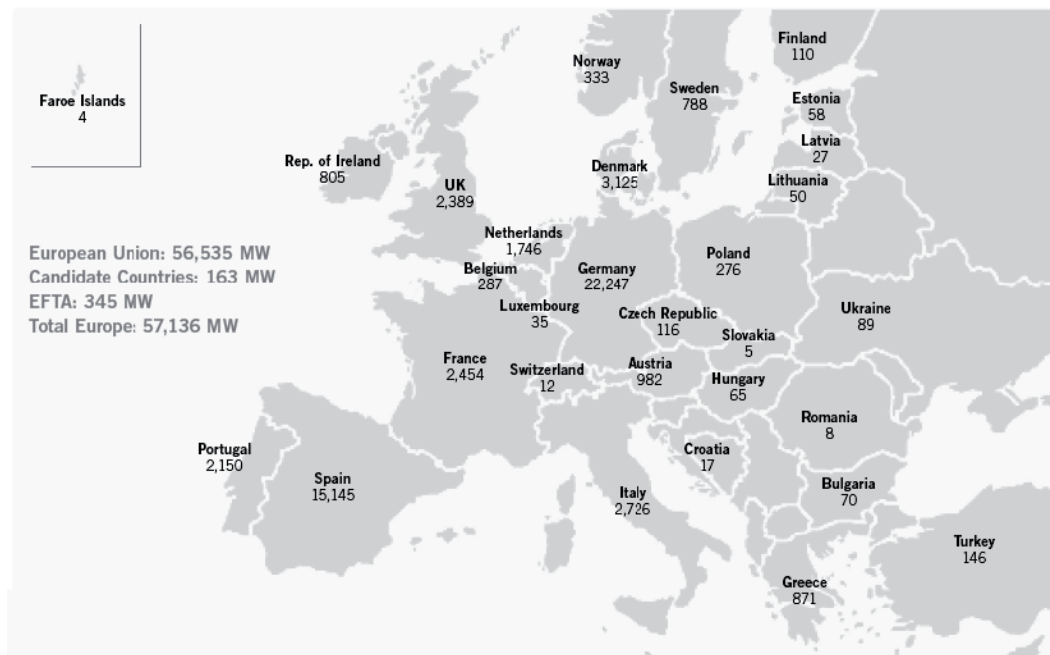 Finland
110
Norway
333
Sweden
788
Faroe Islands
4
Estonia
58
Latvia
27
Rep. of Ireland
805
Denmark
3,125
Lithuania
50
UK
2,389
Netherlands
1,746
European Union: 56,535 MW
Candidate Countries: 163 MW
EFTA: 345 MW
Total Europe: 57,136 MW
Belgium
287
Germany
22,247
Poland
276
Luxembourg
35
Czech Republic
116
Ukraine
89
Slovakia
5
France
2,454
Switzerland
12
Austria
982
Hungary
65
Romania
8
Portugal
2,150
Spain
15,145
Croatia
17
Italy
2,726
Bulgaria
70
Turkey
146
Greece
871